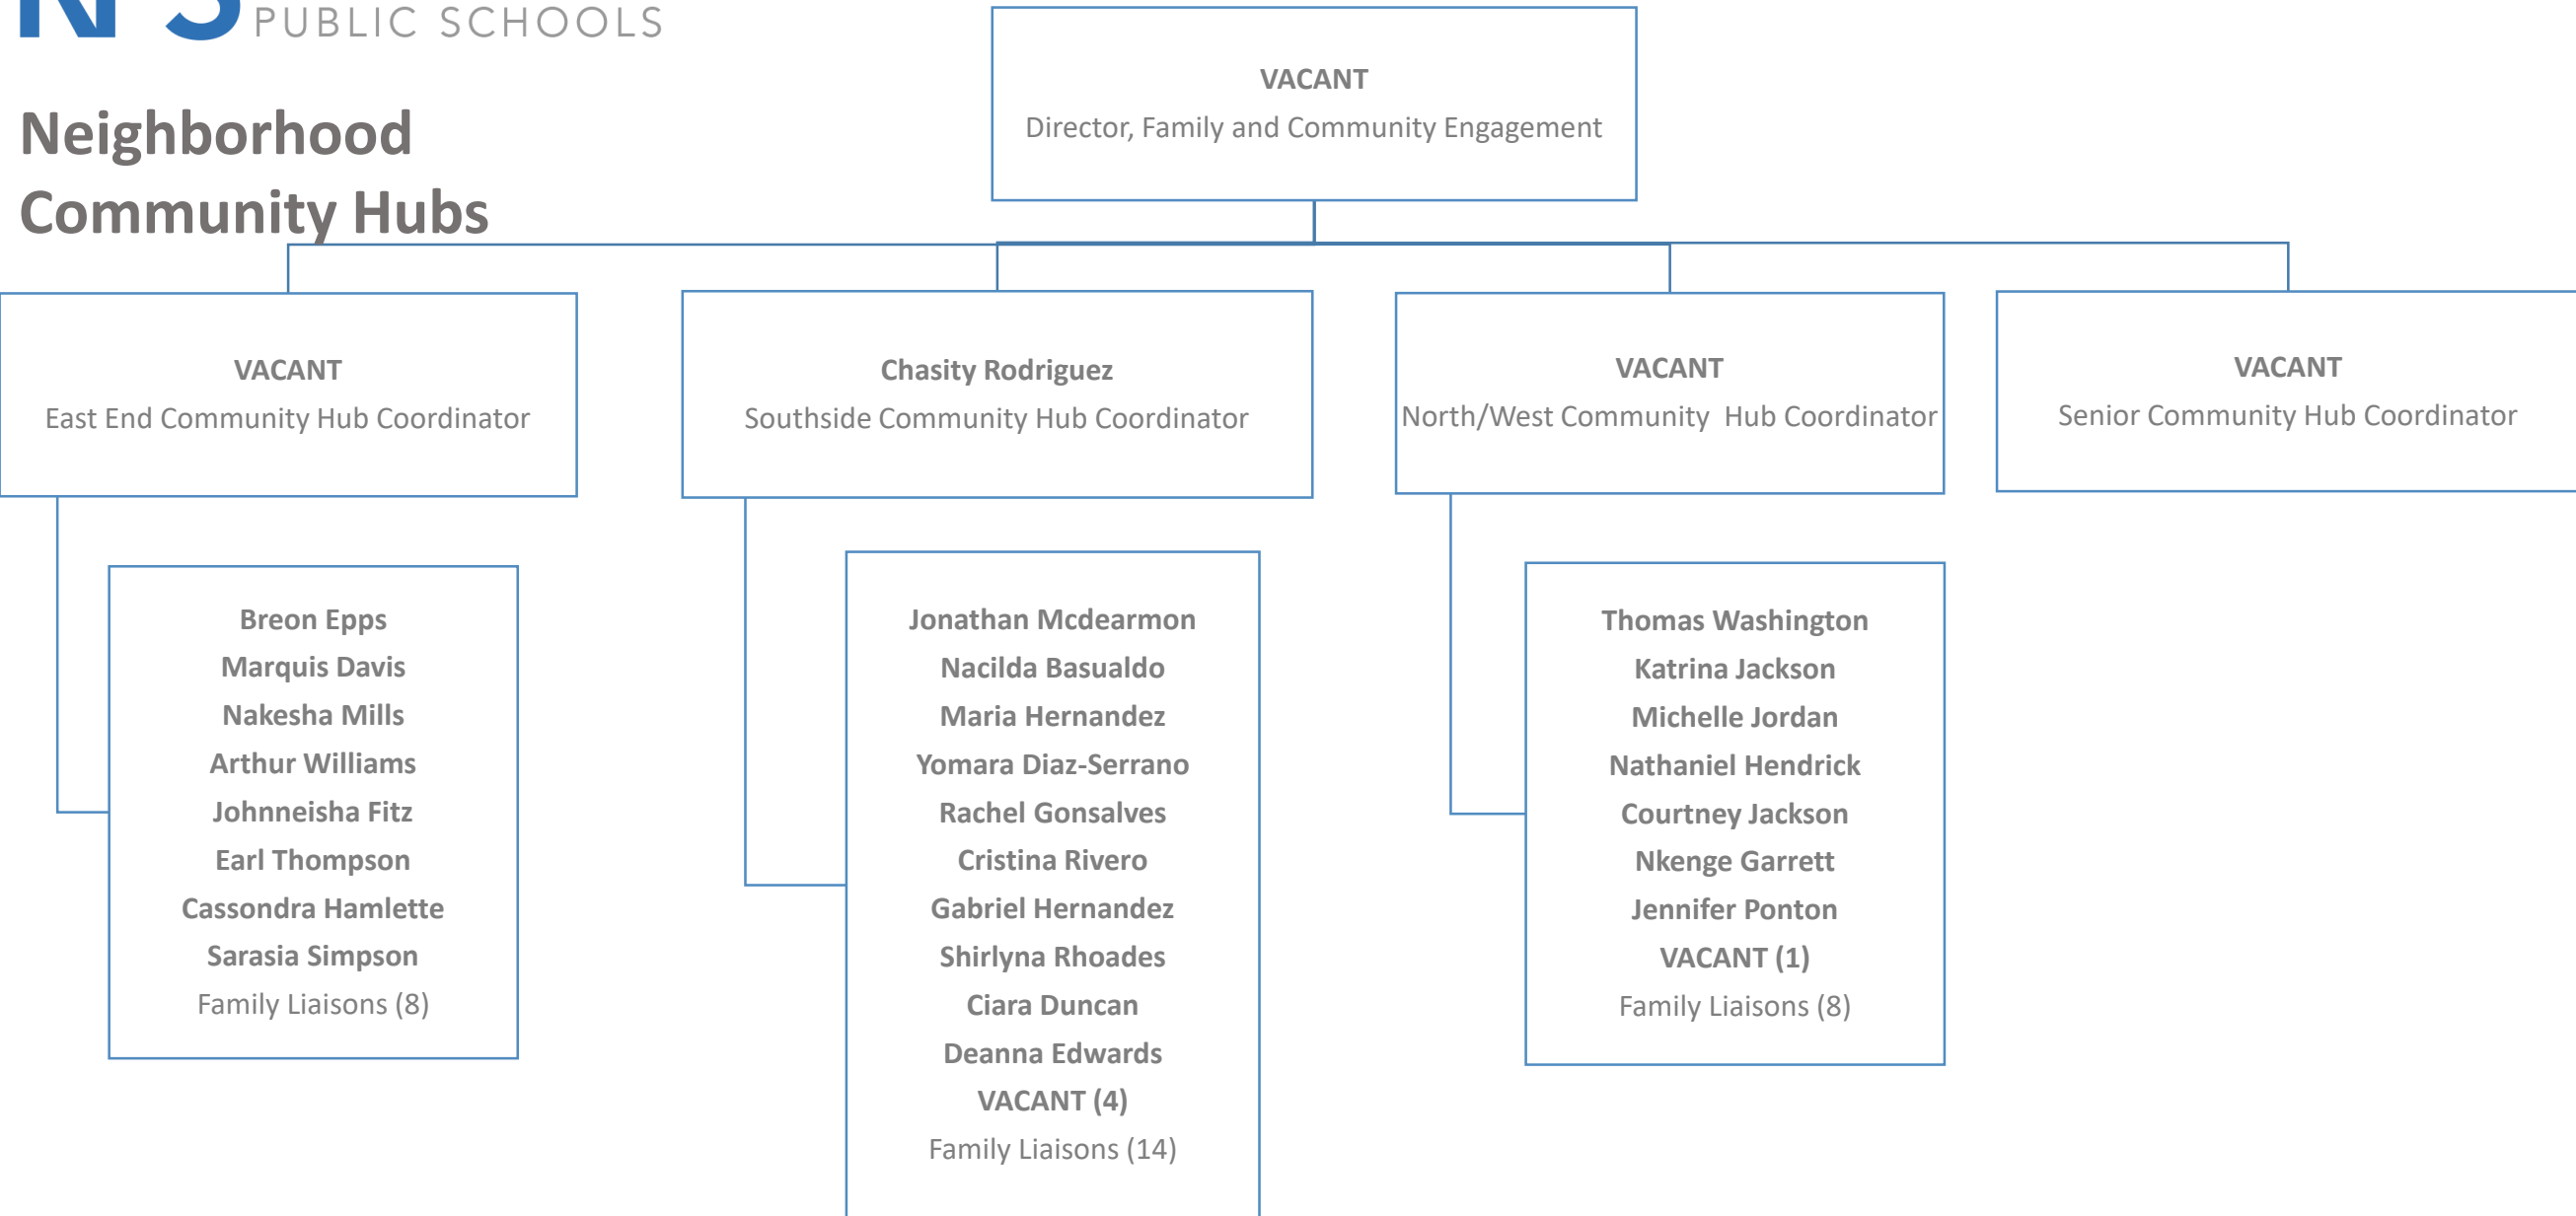 PUBLIC SCHOOLS
Neighborhood
Community Hubs
VACANT
Director, Family and Community Engagement
VACANT
East End Community Hub Coordinator
Chasity Rodriguez
Southside Community Hub Coordinator
VACANT
North/West Community  Hub Coordinator
VACANT
Senior Community Hub Coordinator
Breon Epps
Marquis Davis
Nakesha Mills
Arthur Williams
Johnneisha Fitz
Earl Thompson
Cassondra Hamlette
Sarasia Simpson
Family Liaisons (8)
Jonathan Mcdearmon
Nacilda Basualdo
Maria Hernandez
Yomara Diaz-Serrano
Rachel Gonsalves
Cristina Rivero
Gabriel Hernandez
Shirlyna Rhoades
Ciara Duncan
Deanna Edwards
VACANT (4)
Family Liaisons (14)
Thomas Washington
Katrina Jackson
Michelle Jordan
Nathaniel Hendrick
Courtney Jackson
Nkenge Garrett
Jennifer Ponton
VACANT (1)
Family Liaisons (8)